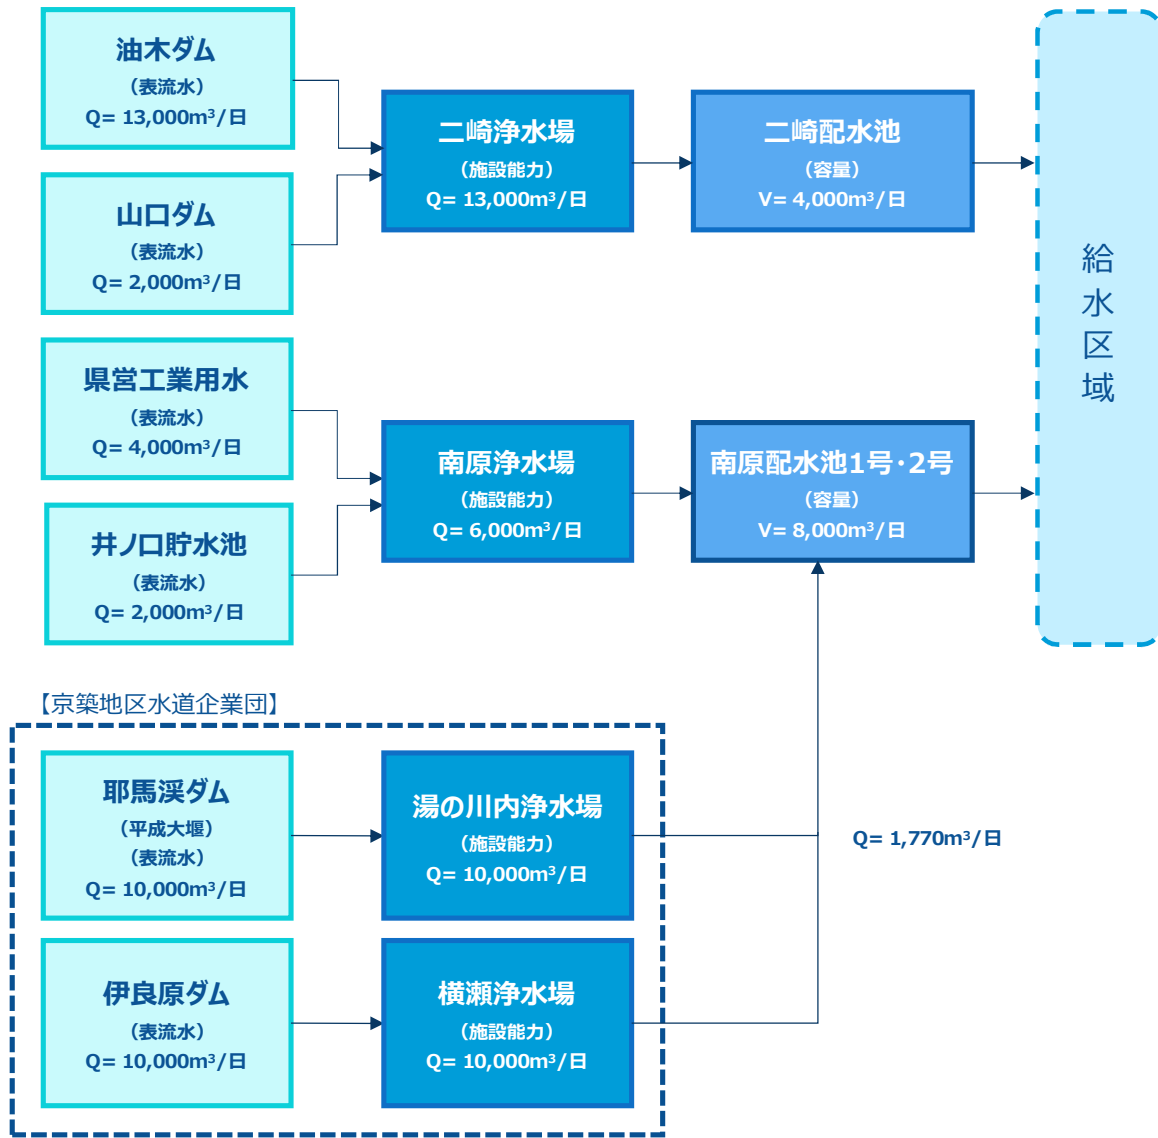 油木ダム
（表流水）
Q= 13,000m³/日
二崎浄水場
（施設能力）
Q= 13,000m³/日
二崎配水池
（容量）
V= 4,000m³/日
山口ダム
（表流水）
Q= 2,000m³/日
給水区域
県営工業用水
（表流水）
Q= 4,000m³/日
南原浄水場
（施設能力）
Q= 6,000m³/日
南原配水池1号・2号
（容量）
V= 8,000m³/日
井ノ口貯水池
（表流水）
Q= 2,000m³/日
【京築地区水道企業団】
耶馬渓ダム
（平成大堰）
（表流水）
Q= 10,000m³/日
湯の川内浄水場
（施設能力）
Q= 10,000m³/日
Q= 1,770m³/日
伊良原ダム
（表流水）
Q= 10,000m³/日
横瀬浄水場
（施設能力）
Q= 10,000m³/日